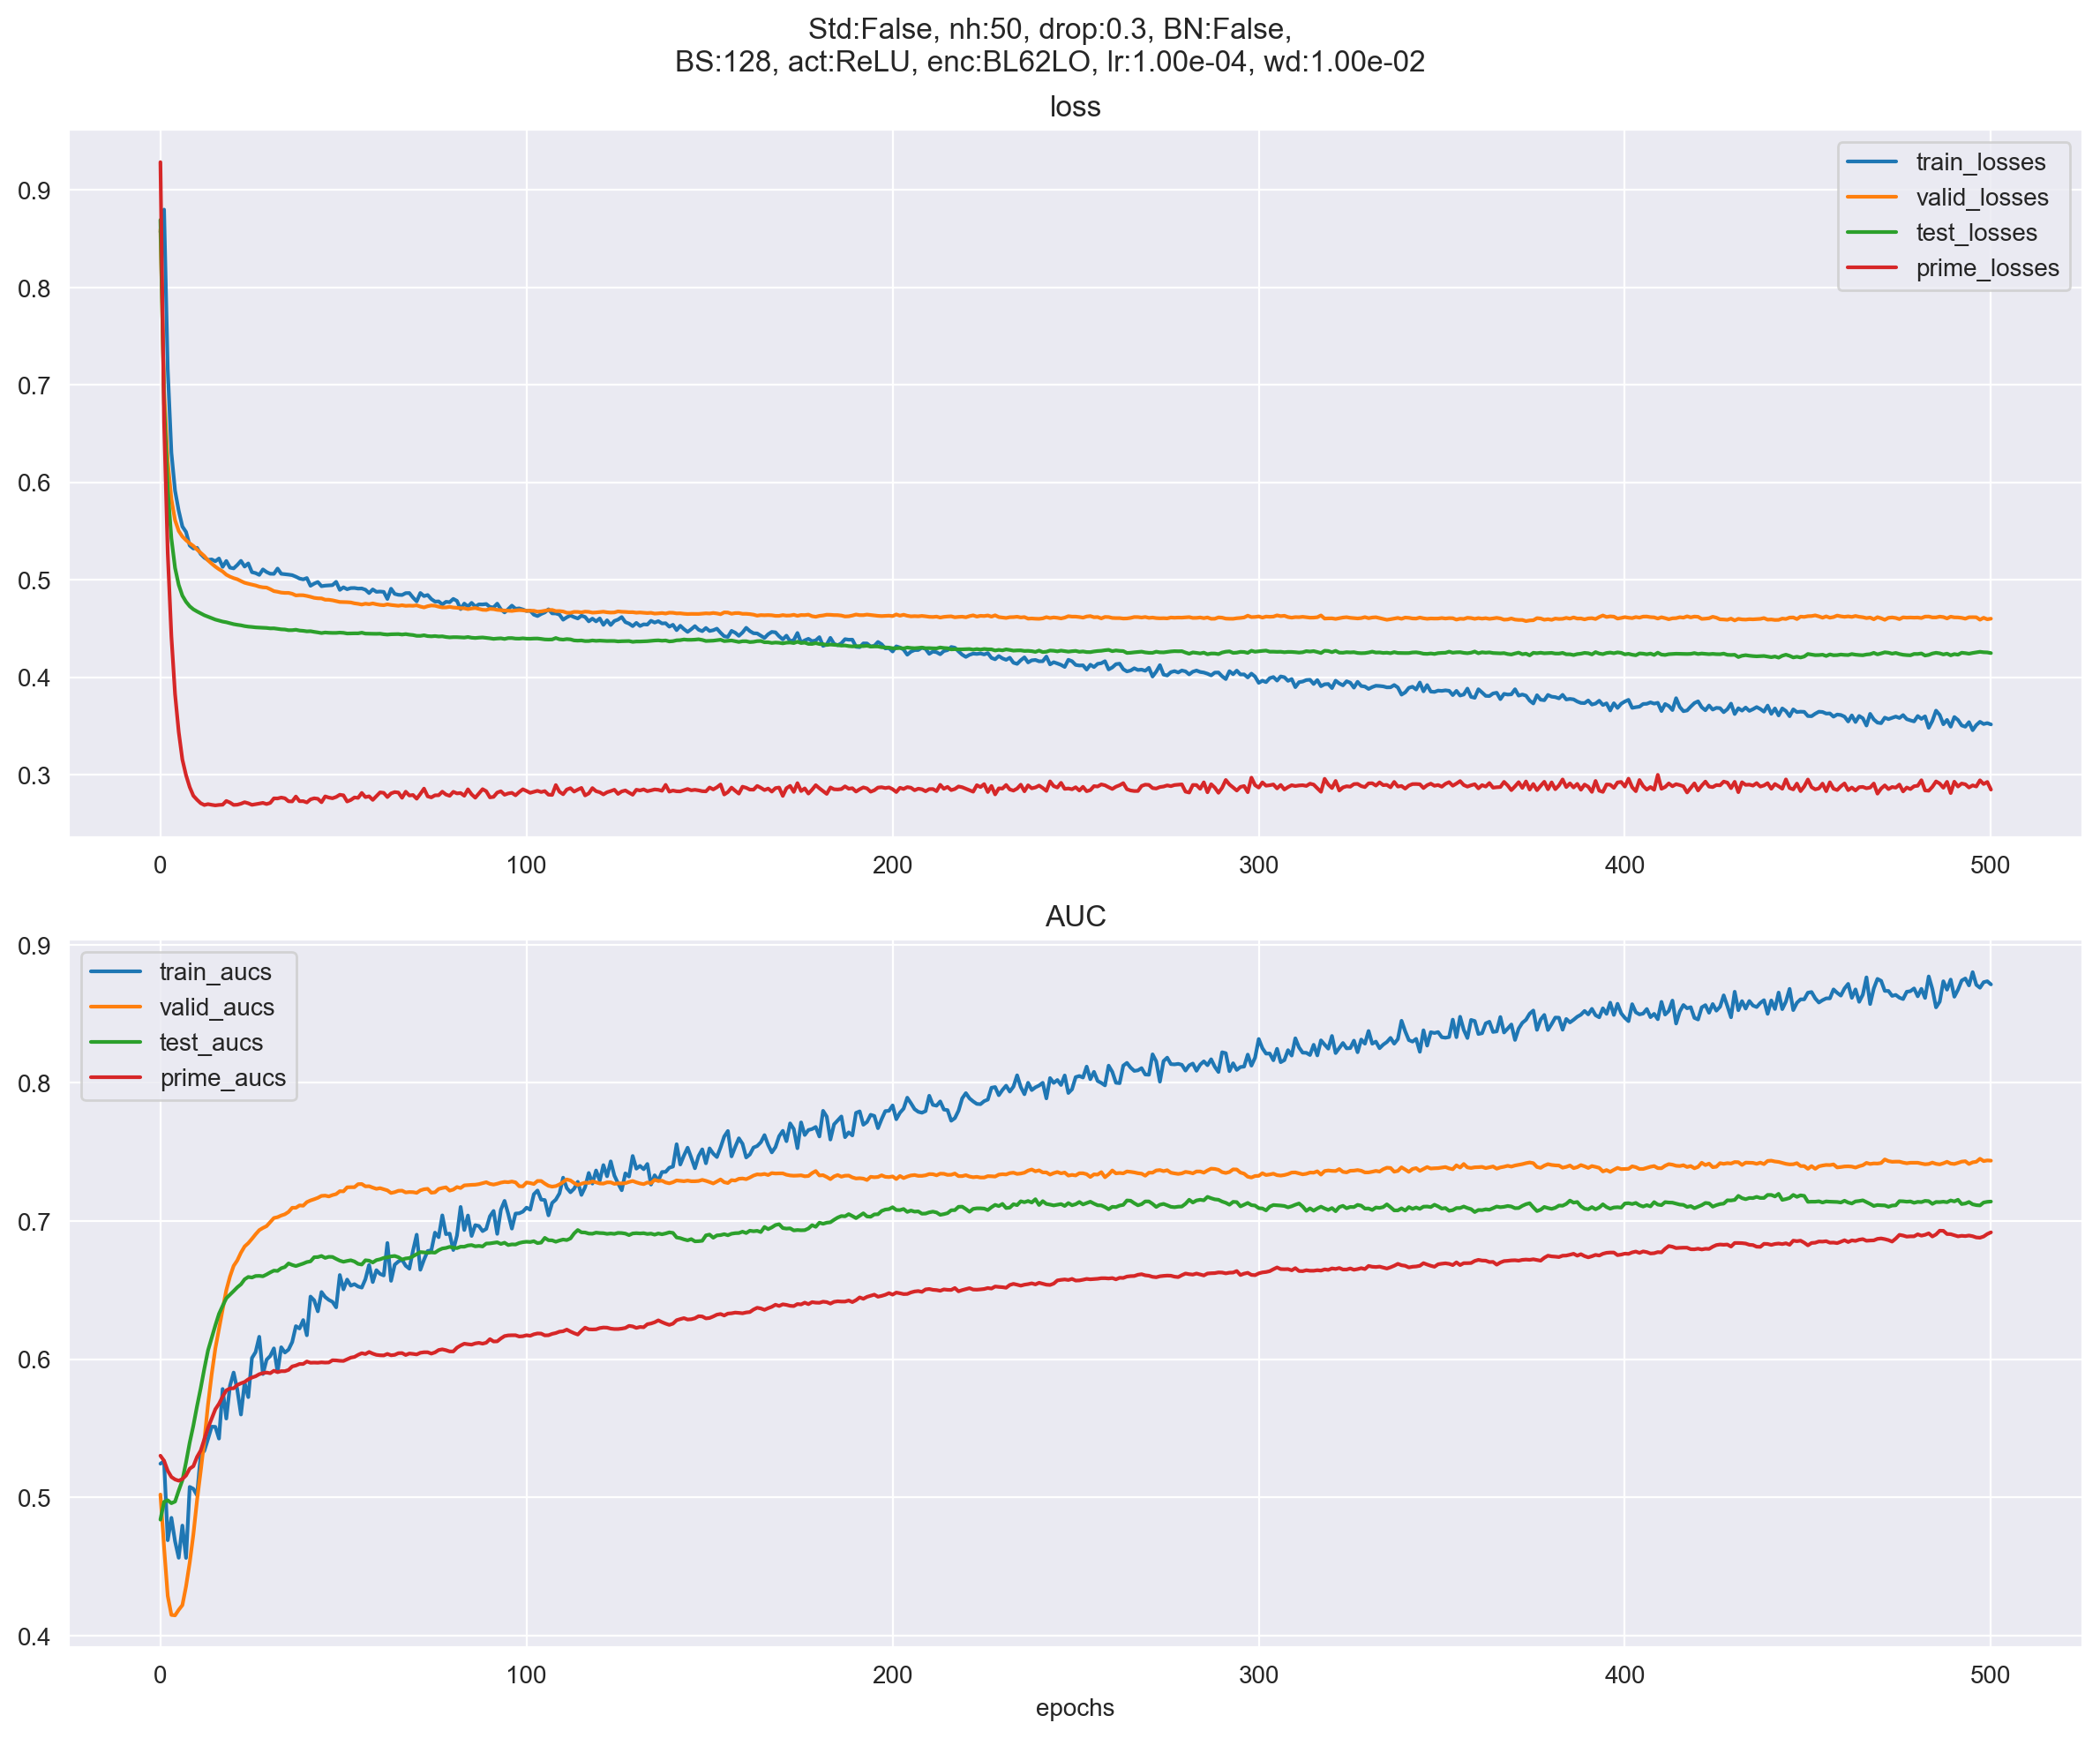 Std:False, nh:50, drop:0.3, BN:False,
BS:128, act:ReLU, enc:BL62LO, lr:1.00e-04, wd:1.00e-02
loss
0.9
0.8
0.7
0.6
0.5
0.4
0.3
train_losses
valid_losses
test_losses
prime_losses
0 100 200 300 400 500
AUC
0.9
0.8
0.7
0.6
0.5
0.4
train_aucs
valid_aucs
test_aucs
prime_aucs
0 100 200 300 400 500
epochs